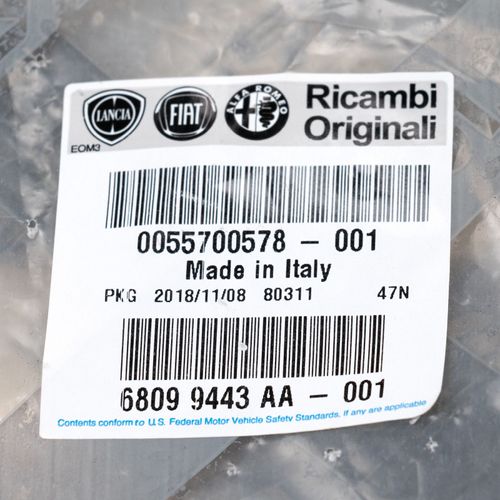 LANCIA FIAT ALFA ROMEO Ricambi
Originali
EOM3
0055700578 - 001
Made in Italy
PKG 2018/11/08 80311 47N
6809 9443 AA - 001
Contents conform to U.S. Federal Motor Vehicle Safety Standards, if any are applicable